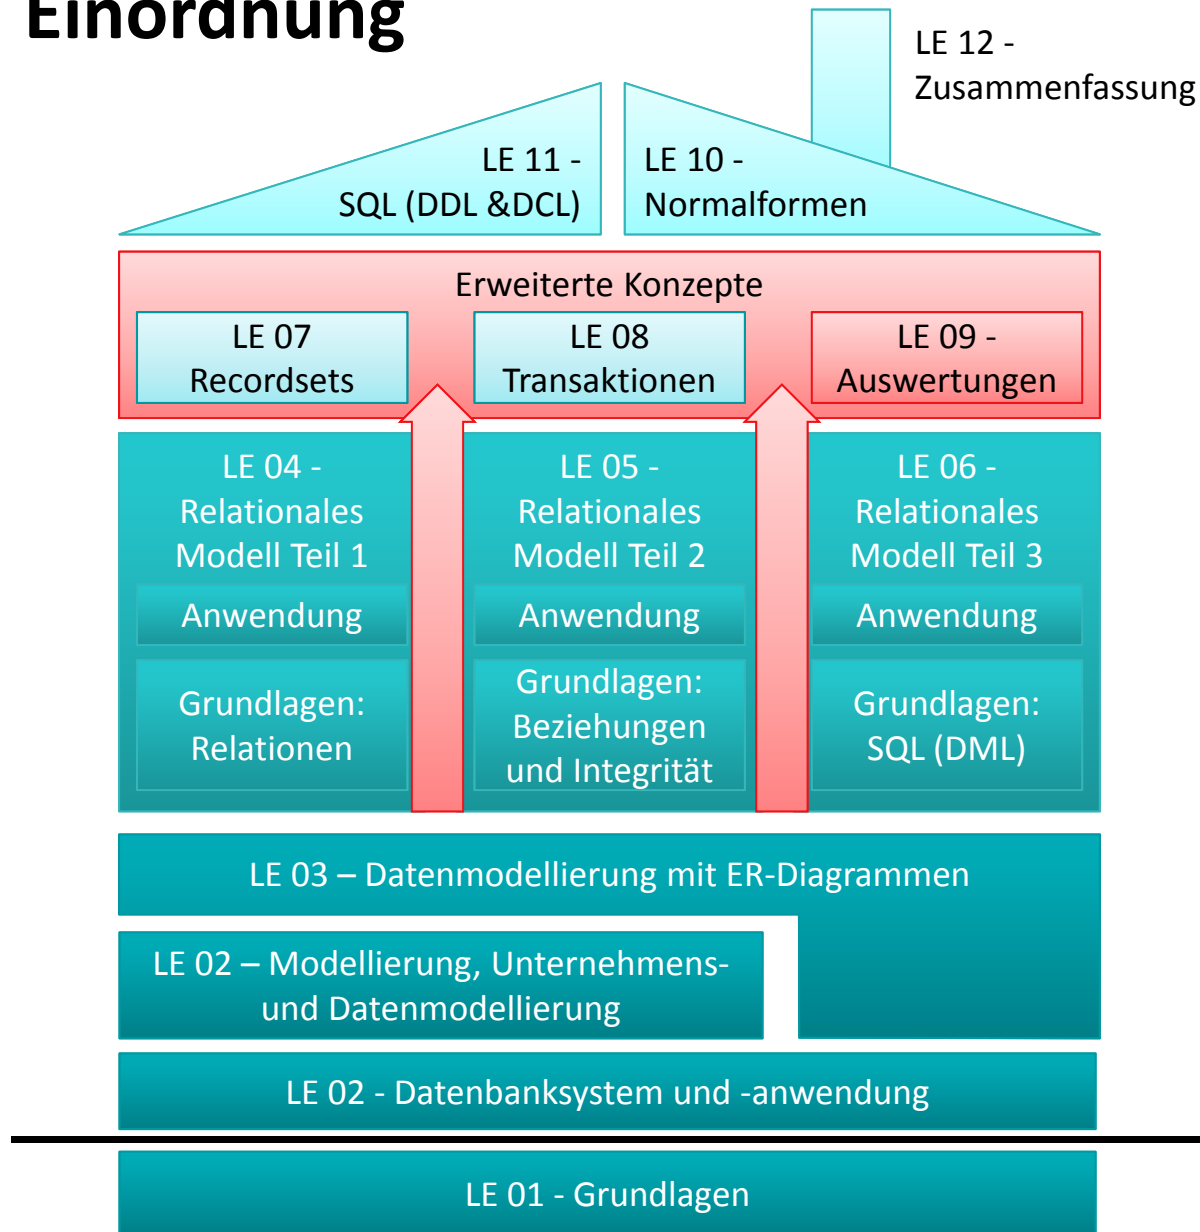 Einordnung
LE 12 -
Zusammenfassung
LE 11 -
SQL (DDL &DCL)
LE 10 -
Normalformen
Erweiterte Konzepte
LE 07
Recordsets
LE 08
Transaktionen
LE 09 -
Auswertungen
LE 04 -
Relationales
Modell Teil 1
Anwendung
Grundlagen:
Relationen
LE 05 -
Relationales
Modell Teil 2
Anwendung
Grundlagen:
Beziehungen
und Integrität
LE 06 -
Relationales
Modell Teil 3
Anwendung
Grundlagen:
SQL (DML)
LE 03 – Datenmodellierung mit ER-Diagrammen
LE 02 – Modellierung, Unternehmens-
und Datenmodellierung
LE 02 - Datenbanksystem und -anwendung
LE 01 - Grundlagen